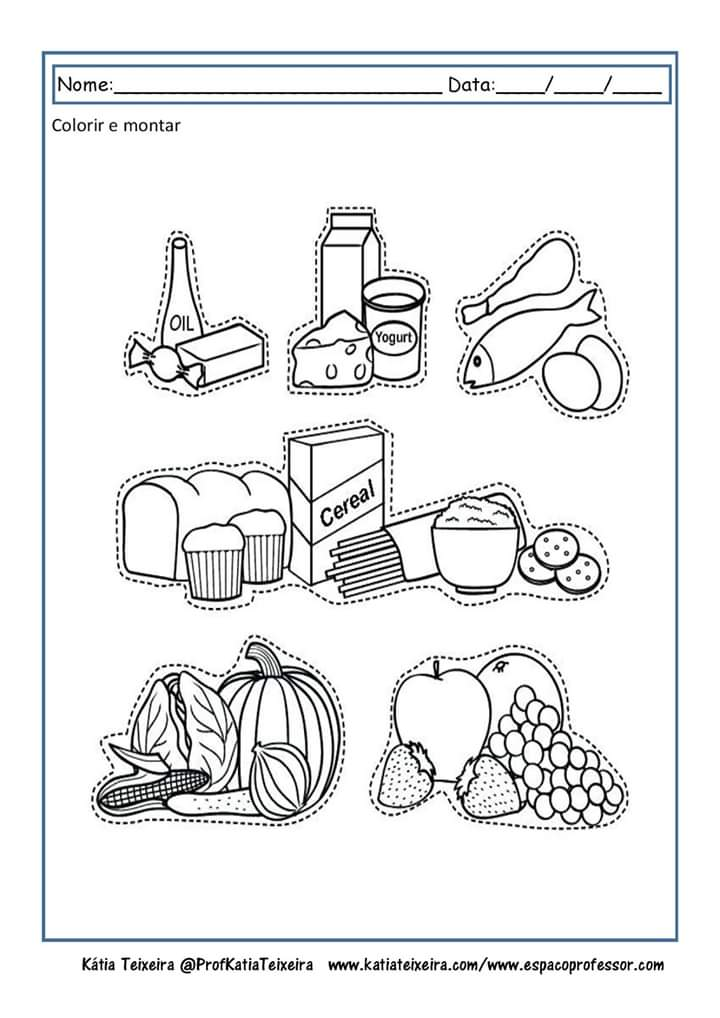 Nome:______________________________ Data:____/____/____
Colorir e montar
OIL
Yogurt
Cereal
Kátia Teixeira @ProfKatiaTeixeira www.katiateixeira.com/www.espacoprofessor.com